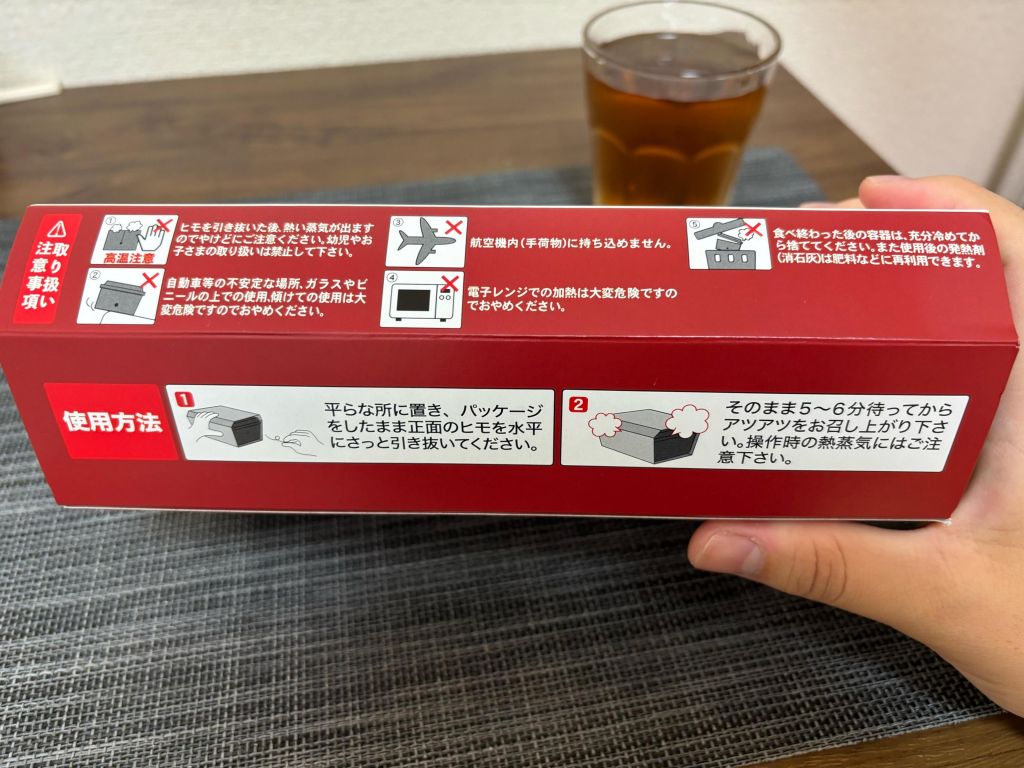 ⚠
取り扱い
注意事項
①
高温注意
ヒモを引き抜いた後、熱い蒸気が出ます
のでやけどにご注意ください。幼児やお
子さまの取り扱いは禁止して下さい。
②
自動車等の不安定な場所、ガラスやビ
ニールの上での使用、傾けての使用は大
変危険ですのでおやめください。
③
航空機内(手荷物)に持ち込めません。
④
電子レンジでの加熱は大変危険ですの
でおやめください。
⑤
食べ終わった後の容器は、充分冷めてか
ら捨ててください。また使用後の発熱剤
(消石灰)は肥料などに再利用できます。
使用方法
1
平らな所に置き、パッケージ
をしたまま正面のヒモを水平
にさっと引き抜いてください。
2
そのまま5～6分待ってから
アツアツをお召し上がり下さ
い。操作時の熱蒸気にはご注
意下さい。